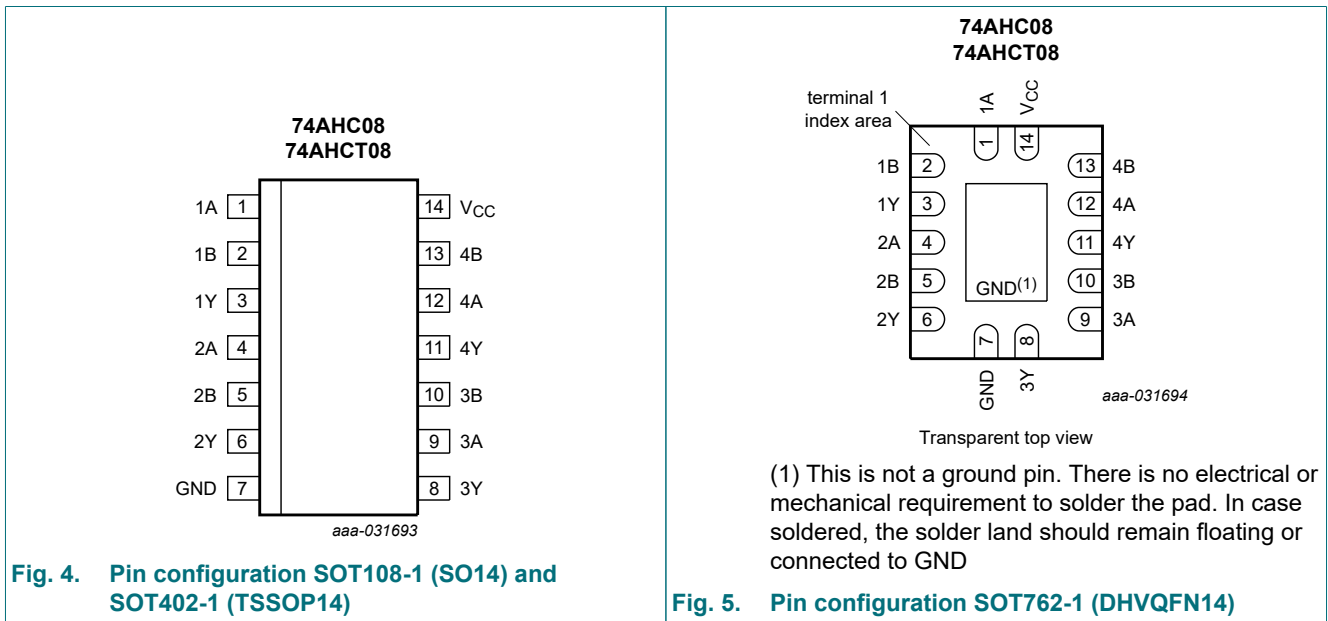 74AHC08
74AHCT08
1A 1
1B 2
1Y 3
2A 4
2B 5
2Y 6
GND 7
14 VCC
13 4B
12 4A
11 4Y
10 3B
9 3A
8 3Y
aaa-031693
Fig. 4. Pin configuration SOT108-1 (SO14) and
SOT402-1 (TSSOP14)
74AHC08
74AHCT08
terminal 1
index area
1A
VCC
1
14
1B 2
1Y 3
2A 4
2B 5
2Y 6
13 4B
12 4A
11 4Y
10 3B
9 3A
GND(1)
7
8
GND
3Y
aaa-031694
Transparent top view
(1) This is not a ground pin. There is no electrical or
mechanical requirement to solder the pad. In case
soldered, the solder land should remain floating or
connected to GND
Fig. 5. Pin configuration SOT762-1 (DHVQFN14)